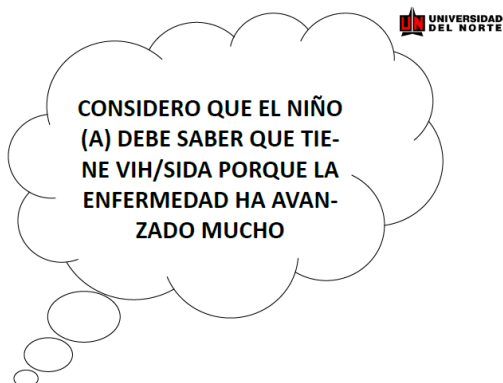 UNIVERSIDAD
DEL NORTE
CONSIDERO QUE EL NIÑO
(A) DEBE SABER QUE TIE-
NE VIH/SIDA PORQUE LA
ENFERMEDAD HA AVAN-
ZADO MUCHO